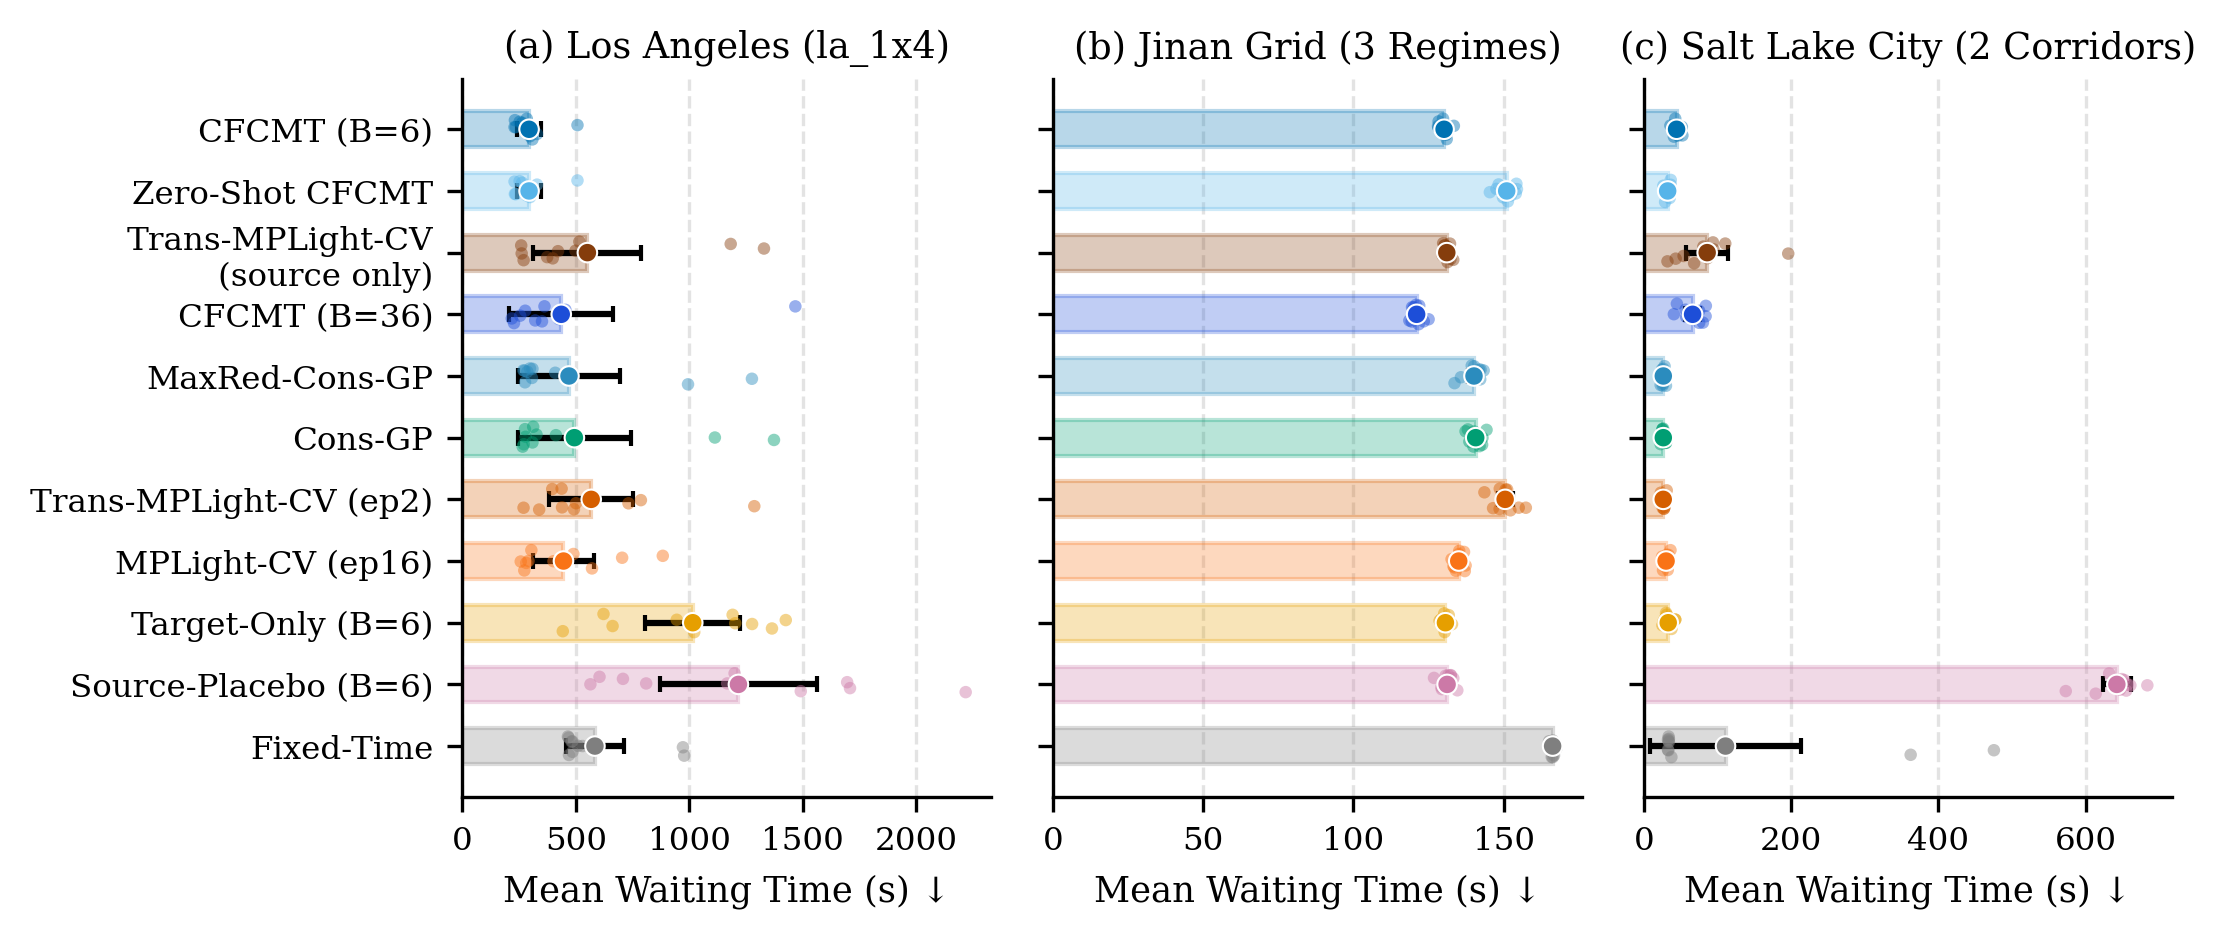 (a) Los Angeles (la_1x4)
(b) Jinan Grid (3 Regimes)
(c) Salt Lake City (2 Corridors)
CFCMT (B=6)
Zero-Shot CFCMT
Trans-MPLight-CV
(source only)
CFCMT (B=36)
MaxRed-Cons-GP
Cons-GP
Trans-MPLight-CV (ep2)
MPLight-CV (ep16)
Target-Only (B=6)
Source-Placebo (B=6)
Fixed-Time
0 500 1000 1500 2000
Mean Waiting Time (s) ↓
0 50 100 150
Mean Waiting Time (s) ↓
0 200 400 600
Mean Waiting Time (s) ↓